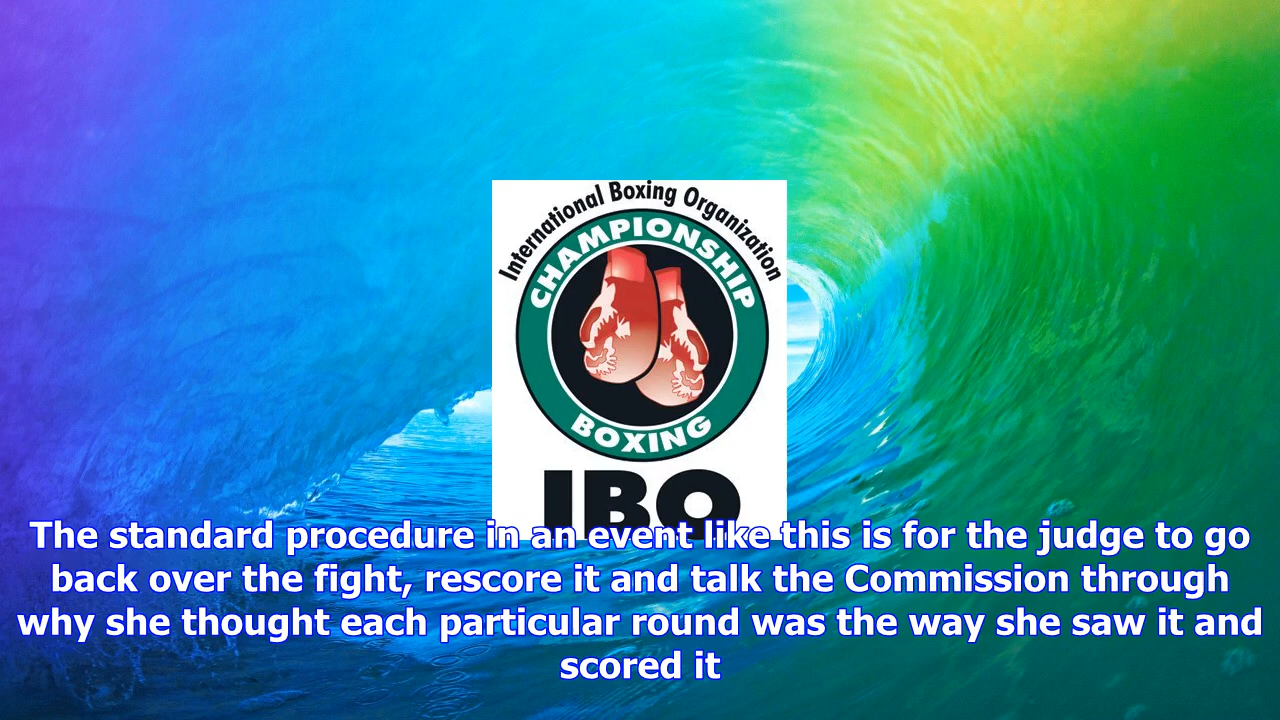 International Boxing Organization
CHAMPIONSHIP
BOXING
IBO
The standard procedure in an event like this is for the judge to go
back over the fight, rescore it and talk the Commission through
why she thought each particular round was the way she saw it and
scored it